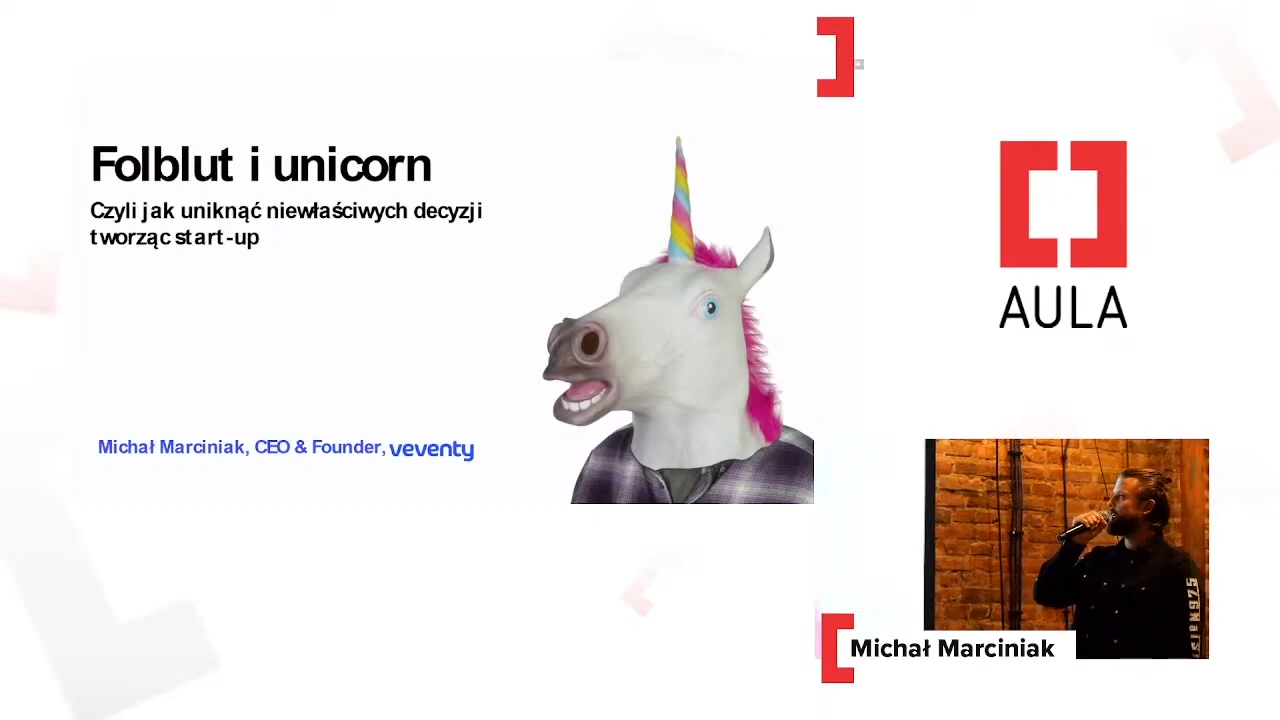 Folblut i unicorn
Czyli jak uniknąć niewłaściwych decyzji
tworząc start-up
Michał Marciniak, CEO & Founder, veventy
AULA
Michał Marciniak